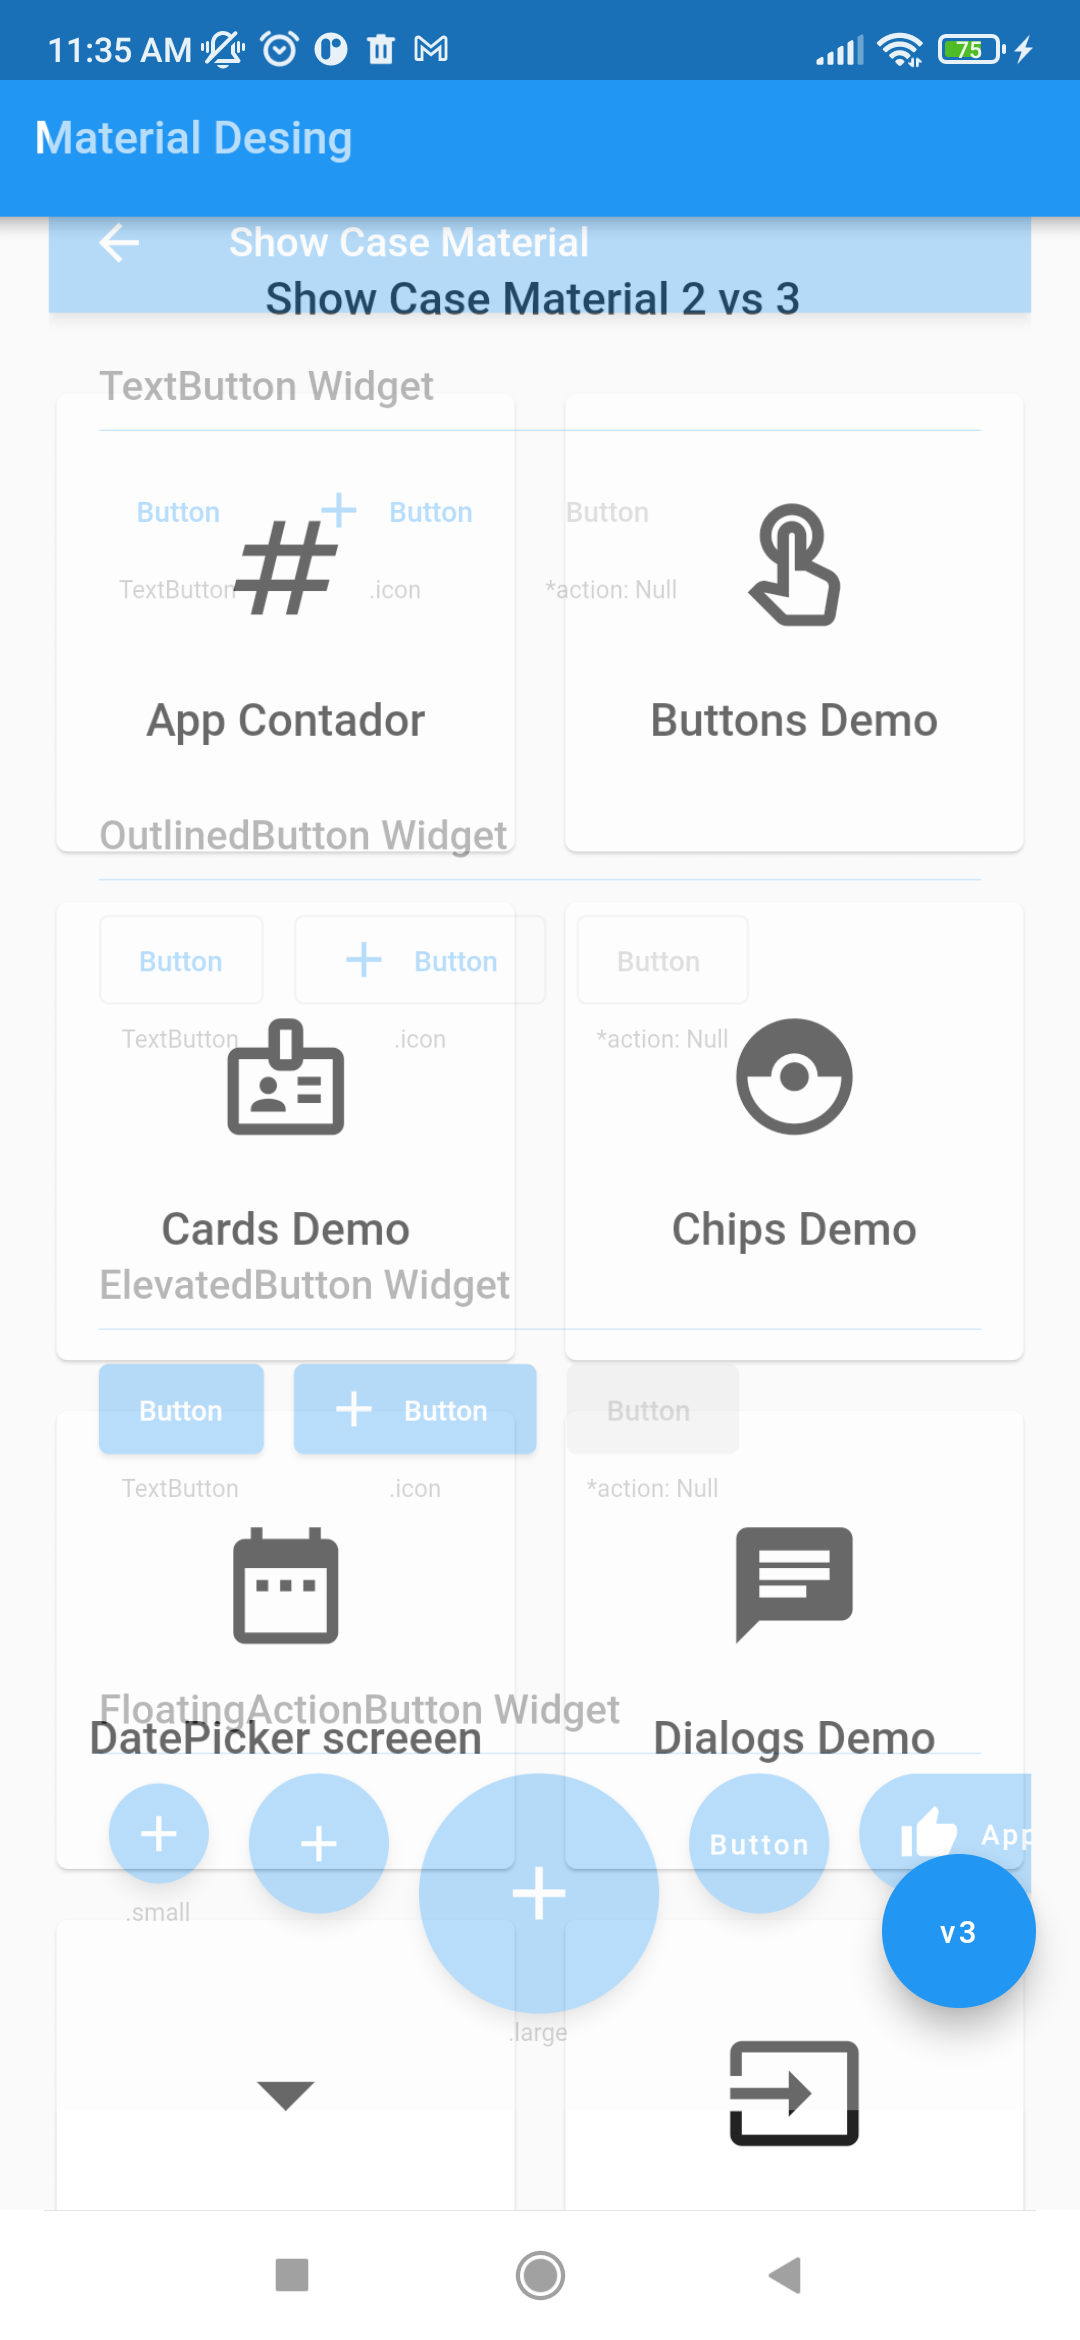 11:35 AM
75
Material Desing
Show Case Material
Show Case Material 2 vs 3
TextButton Widget
Button
Button
Button
TextButton
.icon
*action: Null
App Contador
Buttons Demo
OutlinedButton Widget
Button
Button
Button
TextButton
.icon
*action: Null
Cards Demo
Chips Demo
ElevatedButton Widget
Button
Button
Button
TextButton
.icon
*action: Null
FloatingActionButton Widget
DatePicker screeen
Dialogs Demo
Button
App
.small
v3
.large